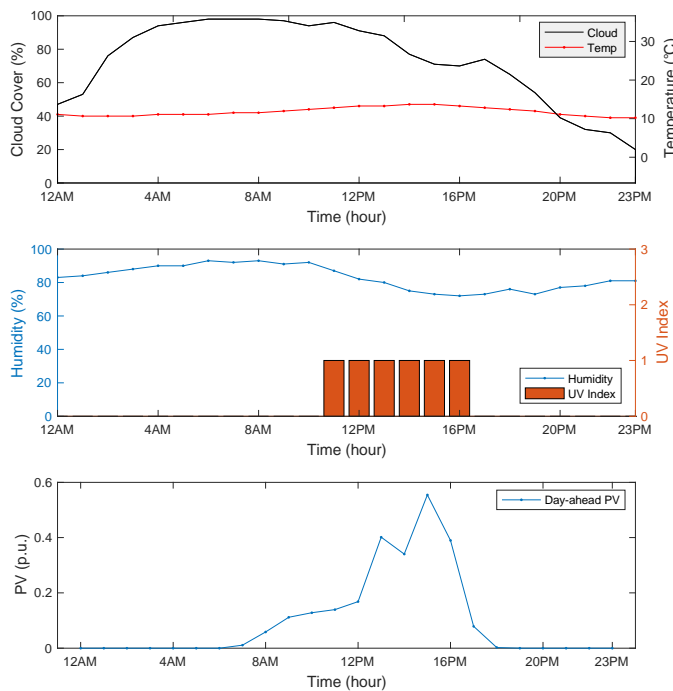 100
80
60
40
20
0
Cloud Cover (%)
Cloud
Temp
30
20
10
0
Temperature (°C)
12AM 4AM 8AM 12PM 16PM 20PM 23PM
Time (hour)
100
80
60
40
20
0
Humidity (%)
Humidity
UV Index
3
2
1
0
UV Index
12AM 4AM 8AM 12PM 16PM 20PM 23PM
Time (hour)
0.6
0.4
0.2
0
PV (p.u.)
Day-ahead PV
12AM 4AM 8AM 12PM 16PM 20PM 23PM
Time (hour)